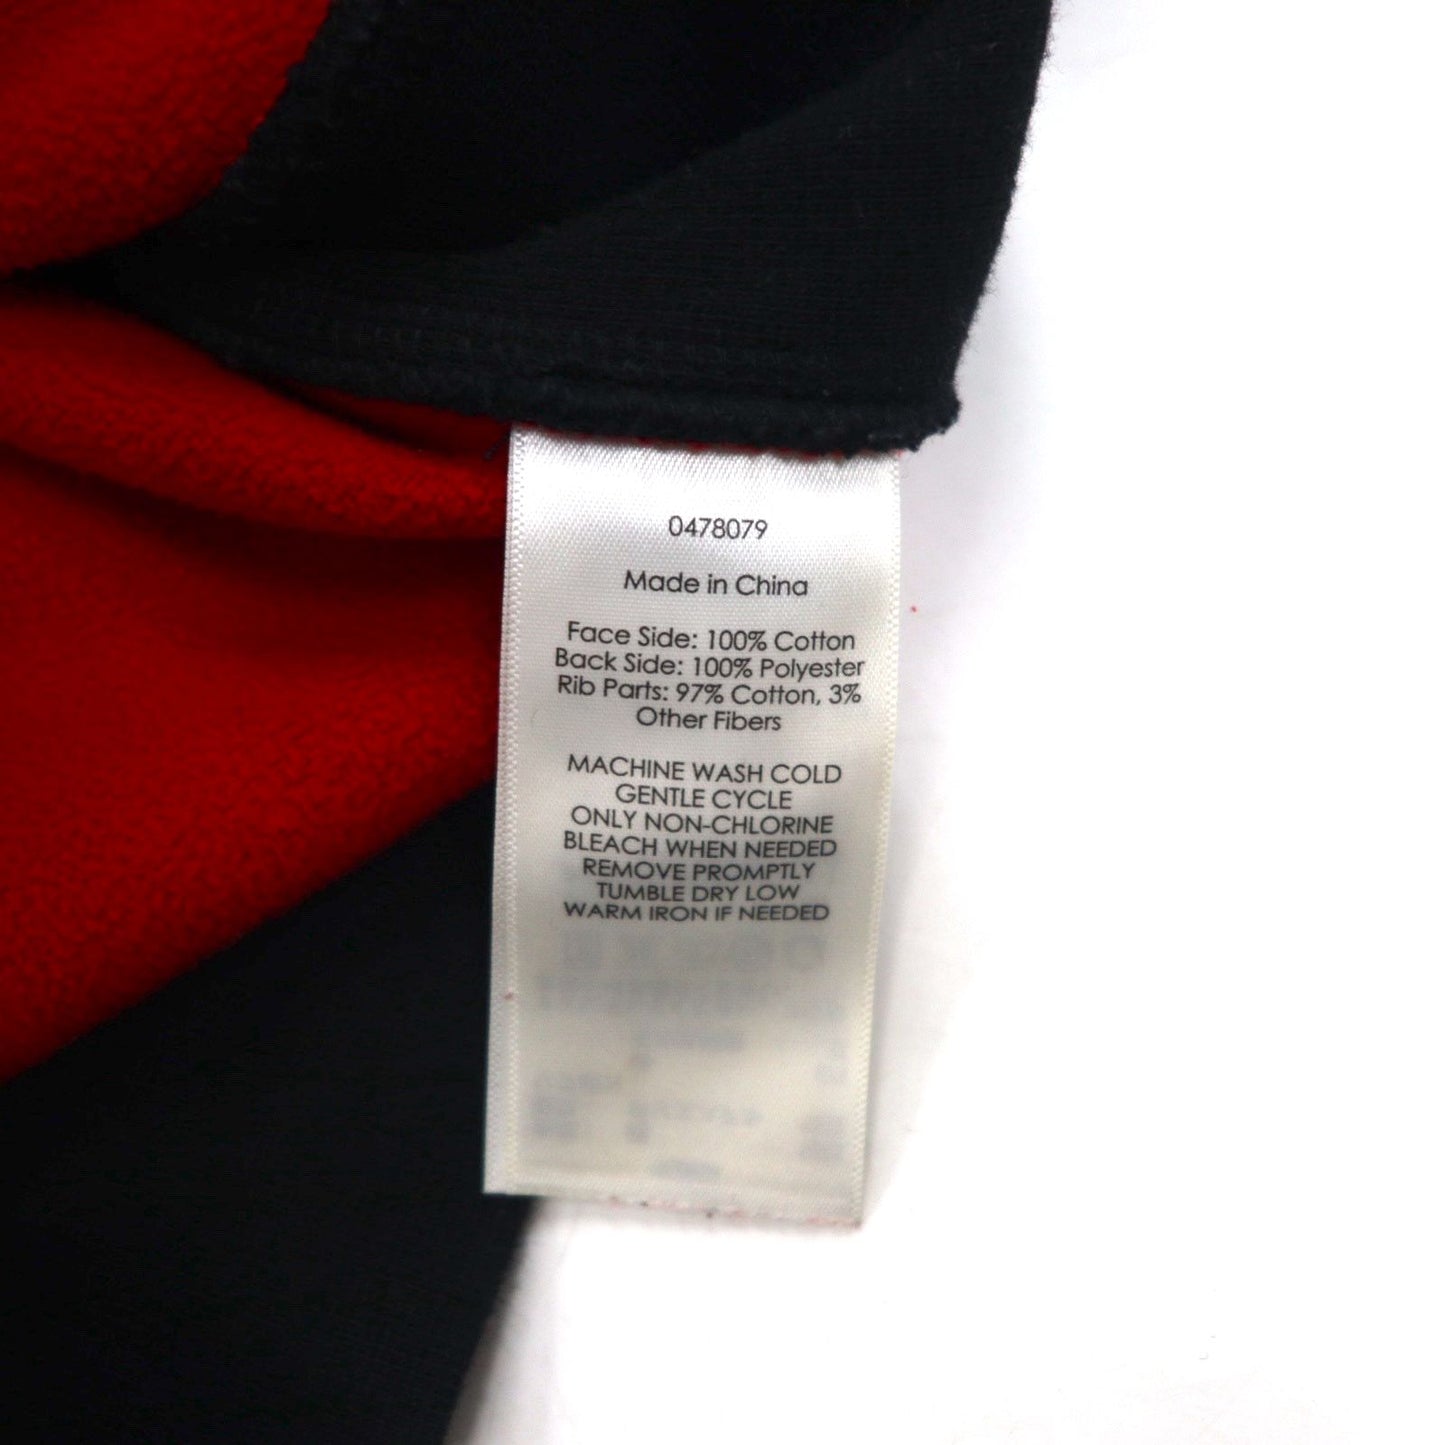 0478079
Made in China
Face Side: 100% Cotton
Back Side: 100% Polyester
Rib Parts: 97% Cotton, 3%
Other Fibers
MACHINE WASH COLD
GENTLE CYCLE
ONLY NON-CHLORINE
BLEACH WHEN NEEDED
REMOVE PROMPTLY
TUMBLE DRY LOW
WARM IRON IF NEEDED